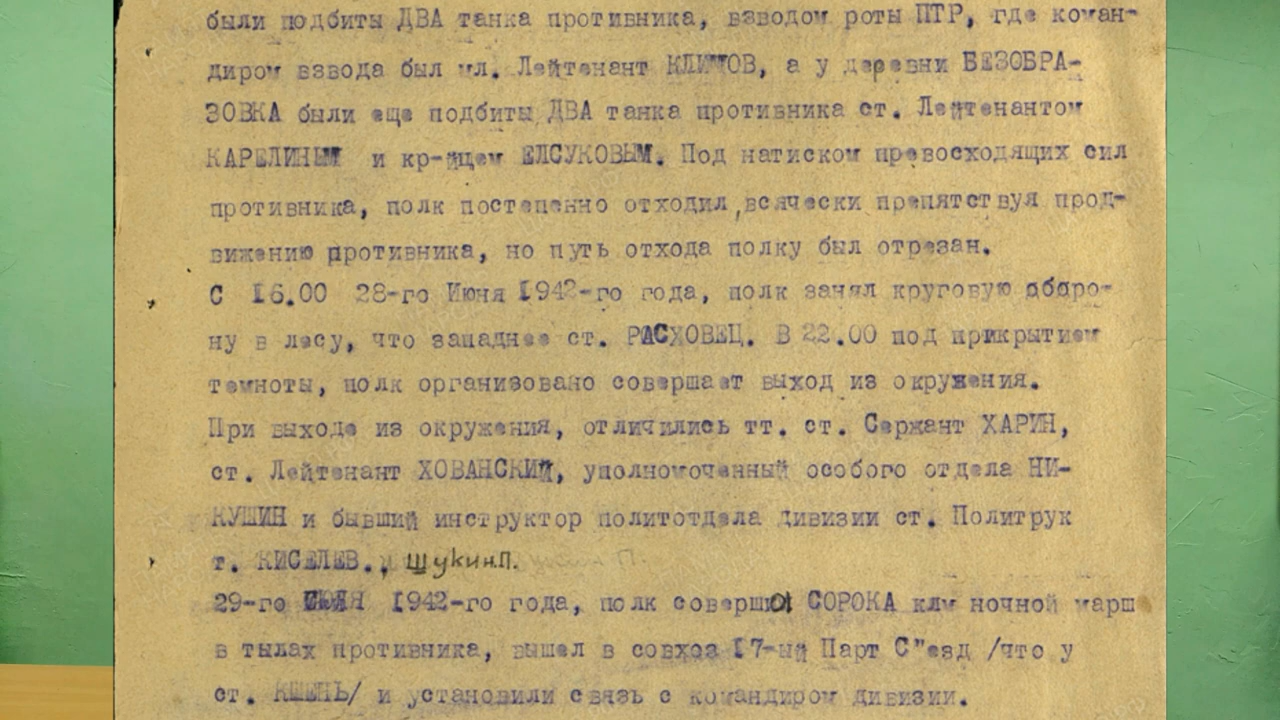 были подбиты ДВА танка противника, взводом роты ПТР, где коман-
диром взвода был мл. Лейтенант КЛИМОВ, а у деревни БЕЗОБРА-
ЗОВКА были еще подбиты ДВА танка противника ст. Лейтенантом
КАРЕЛИНЫМ и кр-йцем ЕЛСУКОВЫМ. Под натиском превосходящих сил
противника, полк постепенно отходил ,всячески препятствуя прод-
вижению противника, но путь отхода полку был отрезан.
С 16.00 28-го Июня 1942-го года, полк занял круговую оборо-
ну в лесу, что западнее ст. РАСХОВЕЦ. В 22.00 под прикрытием
темноты, полк организовано совершает выход из окружения.
При выходе из окружения, отличились тт. ст. Сержант ХАРИН,
ст. Лейтенант ХОВАНСКИЙ, уполномоченный особого отдела НИ-
КУШИН и бывший инструктор политотдела дивизии ст. Политрук
т. КИСЕЛЕВ., Щукин П.
29-го 1942-го года, полк соверши СОРОКА клм ночной марш
в тылах противника, вышел в совхоз 17-ый Парт С"езд /что у
ст. КШЕНЬ/ и установили связь с командиром дивизии.